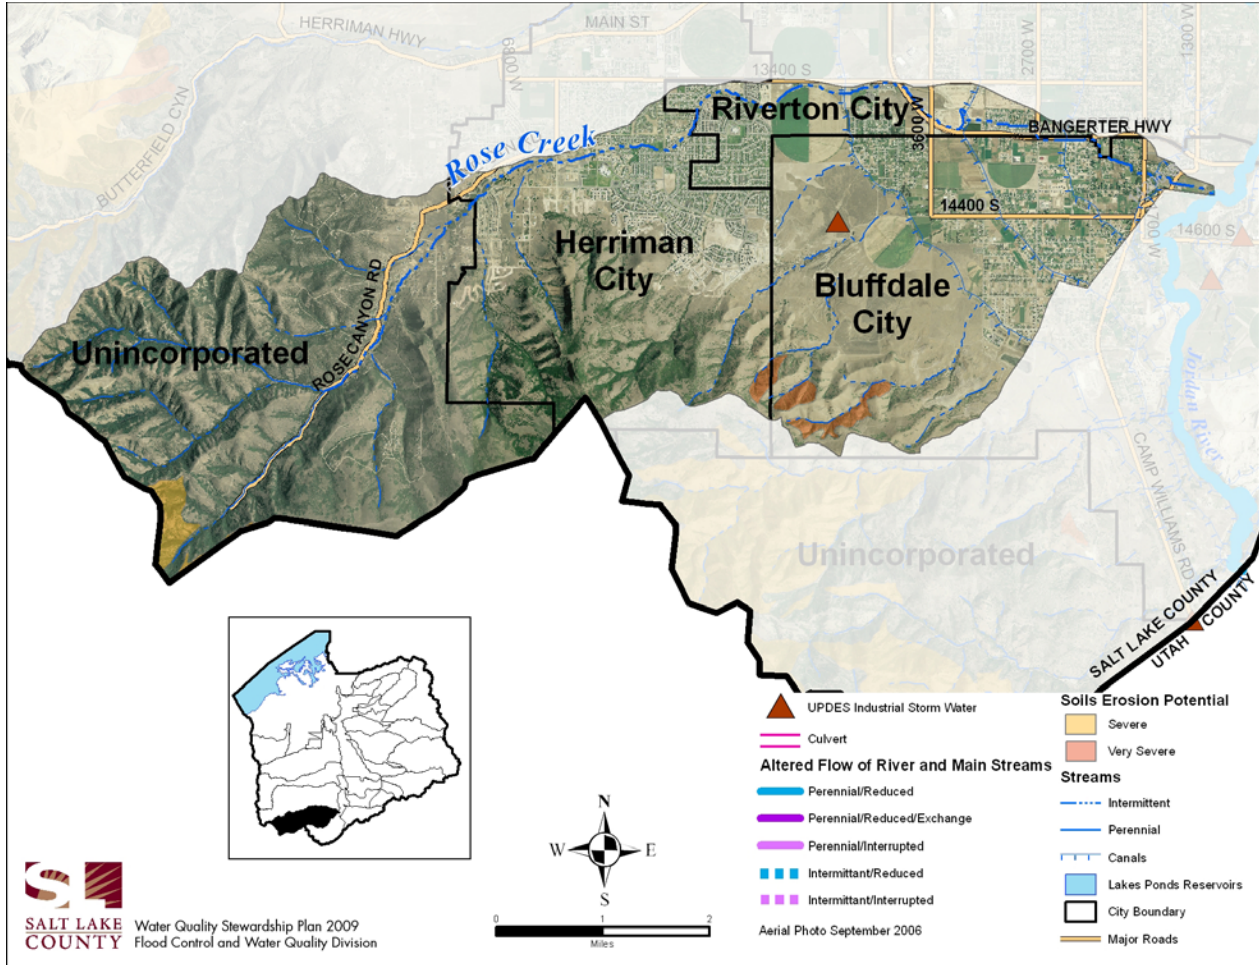 HERRIMAN HWY
MAIN ST
6800 W
13400 S
2700 W
1300 W
BUTTERFIELD CYN
Riverton City
3600 W
BANGERTER HWY
Rose Creek
14400 S
1700 W
14600 S
Herriman
City
Bluffdale
City
ROSECANYON RD
Unincorporated
Jordan River
CAMP WILLIAMS RD
Unincorporated
SALT LAKE COUNTY
UTAH COUNTY
UPDES Industrial Storm Water
Culvert
Altered Flow of River and Main Streams
Perennial/Reduced
Perennial/Reduced/Exchange
Perennial/Interrupted
Intermittant/Reduced
Intermittant/Interrupted
Aerial Photo September 2006
Soils Erosion Potential
Severe
Very Severe
Streams
Intermittent
Perennial
Canals
Lakes Ponds Reservoirs
City Boundary
Major Roads
N
W E
S
0 1 2
Miles
SL
SALT LAKE
COUNTY
Water Quality Stewardship Plan 2009
Flood Control and Water Quality Division